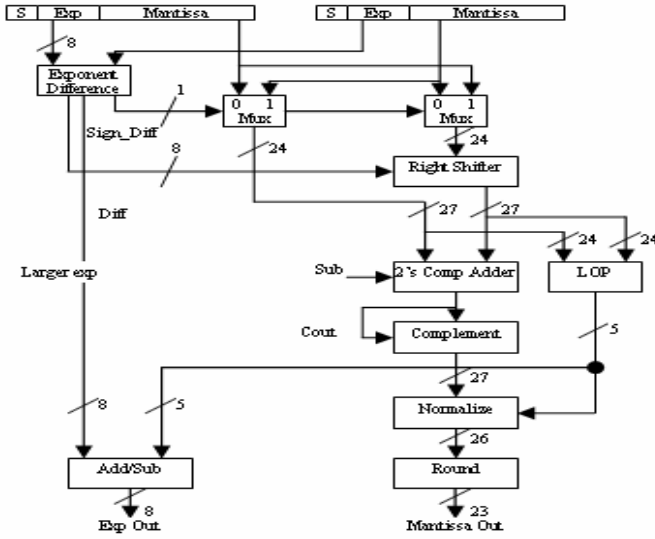 S Exp Mantissa S Exp Mantissa
8
Exponent
Difference
1
0 1
Mux
0 1
Mux
Sign_Diff
24
24
8
Right Shifter
27
27
Diff
24
24
Sub
2's Comp Adder
LOP
Larger exp
Cout
Complement
5
27
8
5
Normalize
26
Add/Sub
Round
8
23
Exp Out
Mantissa Out